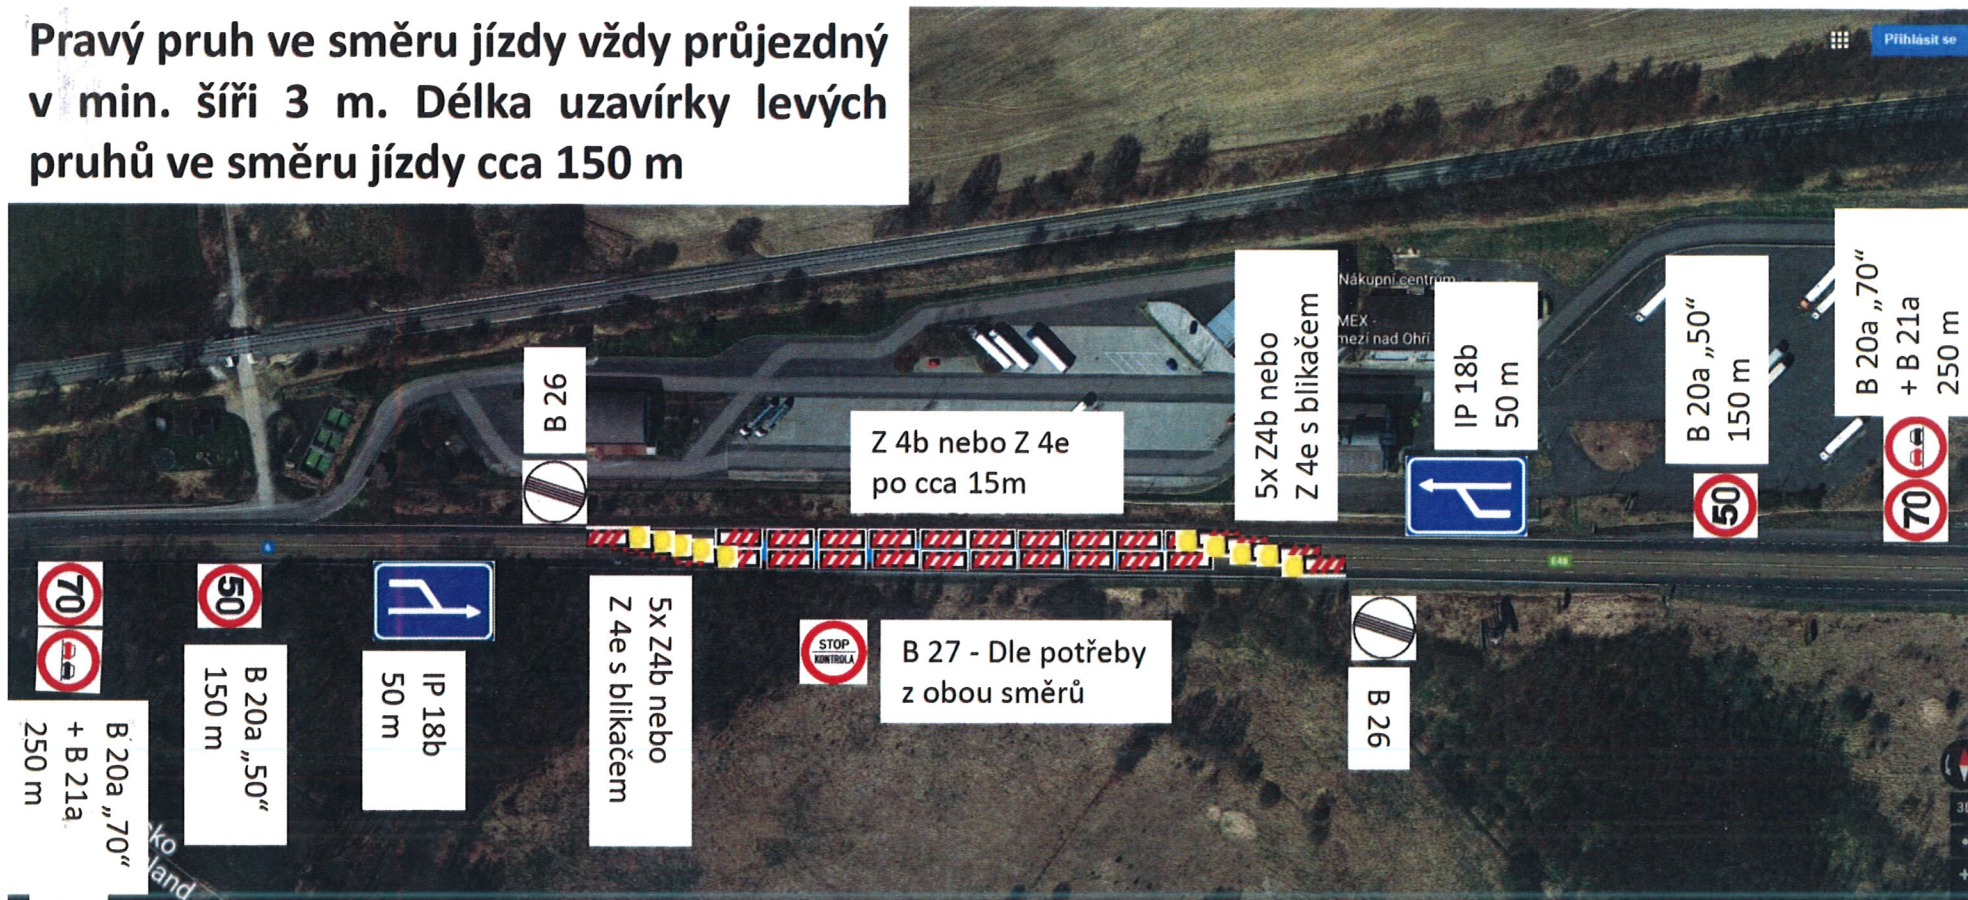 Pravý pruh ve směru jízdy vždy průjezdný
v min. šíři 3 m. Délka uzavírky levých
pruhů ve směru jízdy cca 150 m
Přihlásit se
Nákupní centrum
MEX -
mezi nad Ohří
B 26
Z 4b nebo Z 4e
po cca 15m
5x Z4b nebo
Z 4e s blikačem
IP 18b
50 m
B 20a „50“
150 m
50
B 20a „70“
+ B 21a
250 m
70
6
E48
70
B 20a „70“
+ B 21a
250 m
50
B 20a „50“
150 m
IP 18b
50 m
5x Z4b nebo
Z 4e s blikačem
STOP
KONTROLA
B 27 - Dle potřeby
z obou směrů
B 26
sko
land